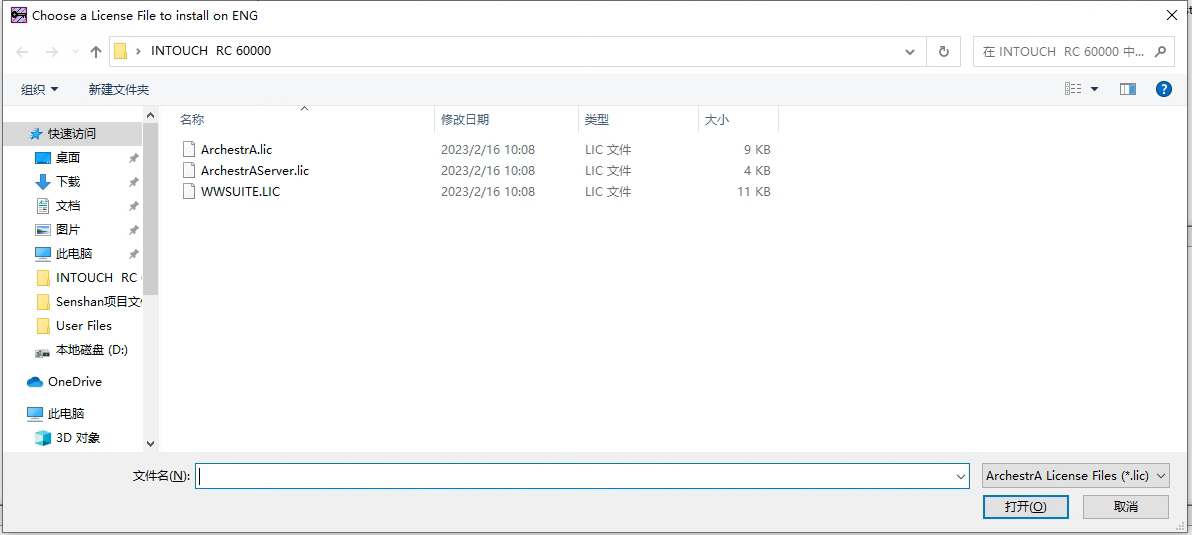 Choose a License File to install on ENG
INTOUCH  RC 60000
在 INTOUCH  RC 60000 中...
组织
新建文件夹
名称
修改日期
类型
大小
ArchestrA.lic
2023/2/16 10:08
LIC 文件
9 KB
ArchestrAServer.lic
2023/2/16 10:08
LIC 文件
4 KB
WWSUITE.LIC
2023/2/16 10:08
LIC 文件
11 KB
快速访问
桌面
下载
文档
图片
此电脑
INTOUCH  RC
Senshan项目文
User Files
本地磁盘 (D:)
OneDrive
此电脑
3D 对象
文件名(N):
ArchestrA License Files (*.lic)
打开(O)
取消